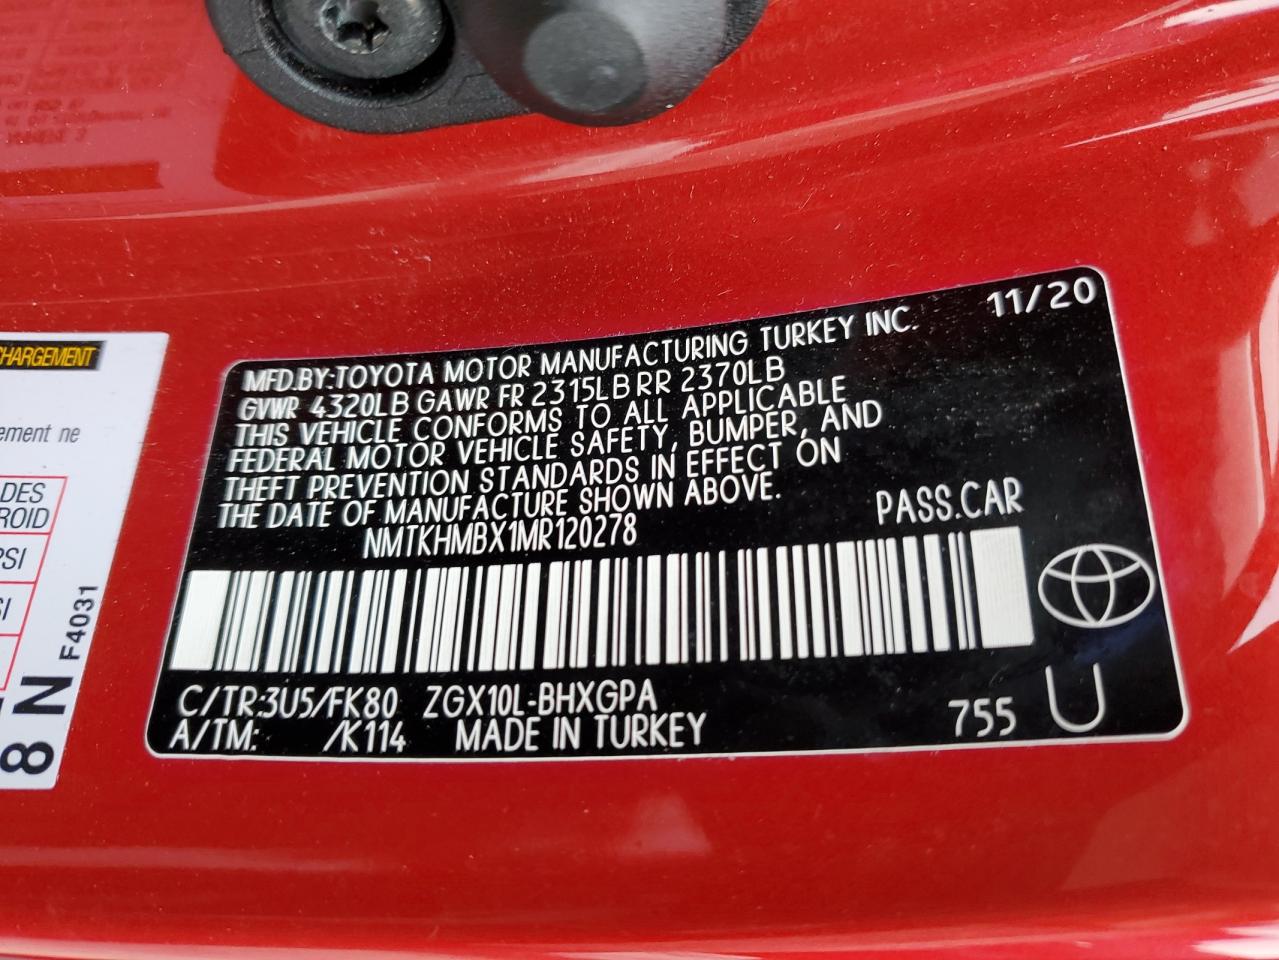 CHARGEMENT
ement ne
DES
ROID
PSI
SI
8 N F4031
11/20
MFD.BY:TOYOTA MOTOR MANUFACTURING TURKEY INC.
GVWR 4320LB GAWR FR 2315LB RR 2370LB
THIS VEHICLE CONFORMS TO ALL APPLICABLE
FEDERAL MOTOR VEHICLE SAFETY, BUMPER, AND
THEFT PREVENTION STANDARDS IN EFFECT ON
THE DATE OF MANUFACTURE SHOWN ABOVE.
NMTKHMBX1MR120278 PASS.CAR
C/TR:3U5/FK80 ZGX10L-BHXGPA
A/TM: /K114 MADE IN TURKEY 755 U